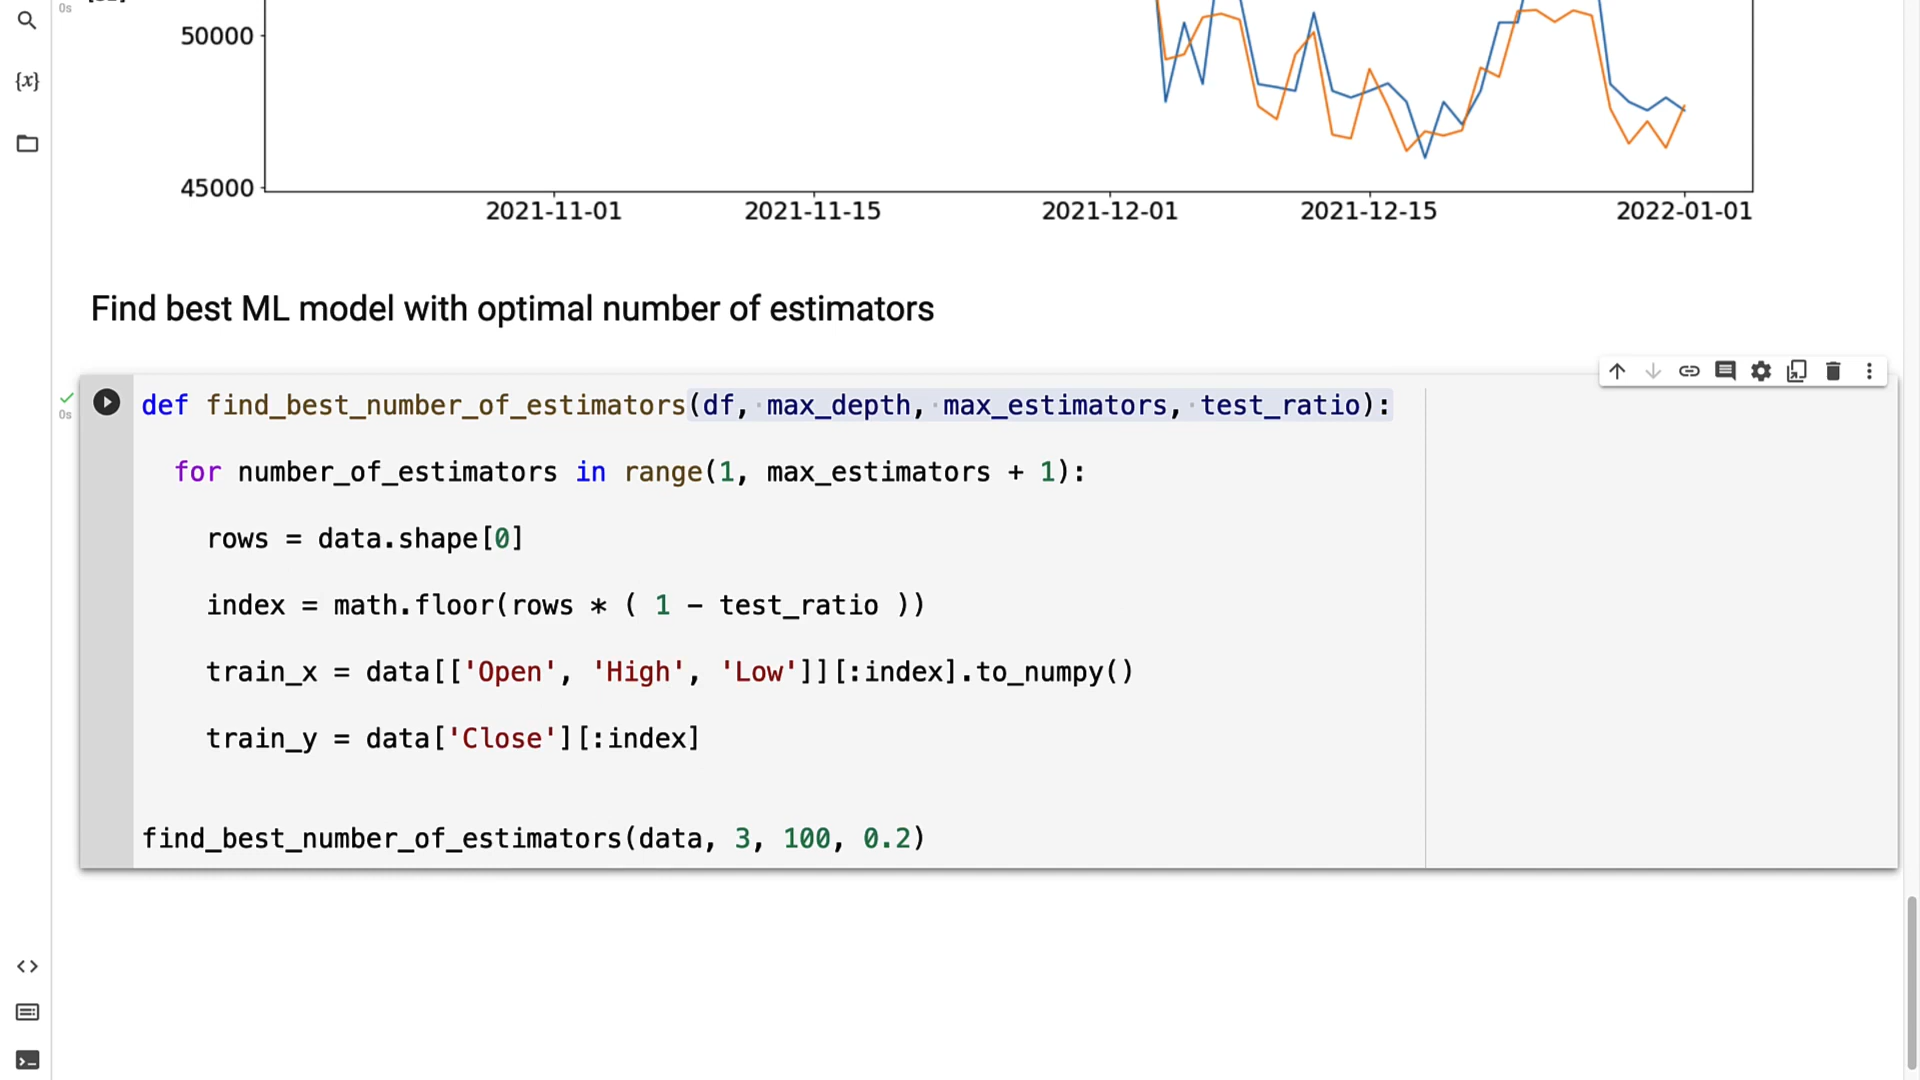 0s
50000
{x}
45000
2021-11-01 2021-11-15 2021-12-01 2021-12-15 2022-01-01
Find best ML model with optimal number of estimators
0s
def find_best_number_of_estimators(df, max_depth, max_estimators, test_ratio):
for number_of_estimators in range(1, max_estimators + 1):
rows = data.shape[0]
index = math.floor(rows * ( 1 - test_ratio ))
train_x = data[['Open', 'High', 'Low']][:index].to_numpy()
train_y = data['Close'][:index]
find_best_number_of_estimators(data, 3, 100, 0.2)